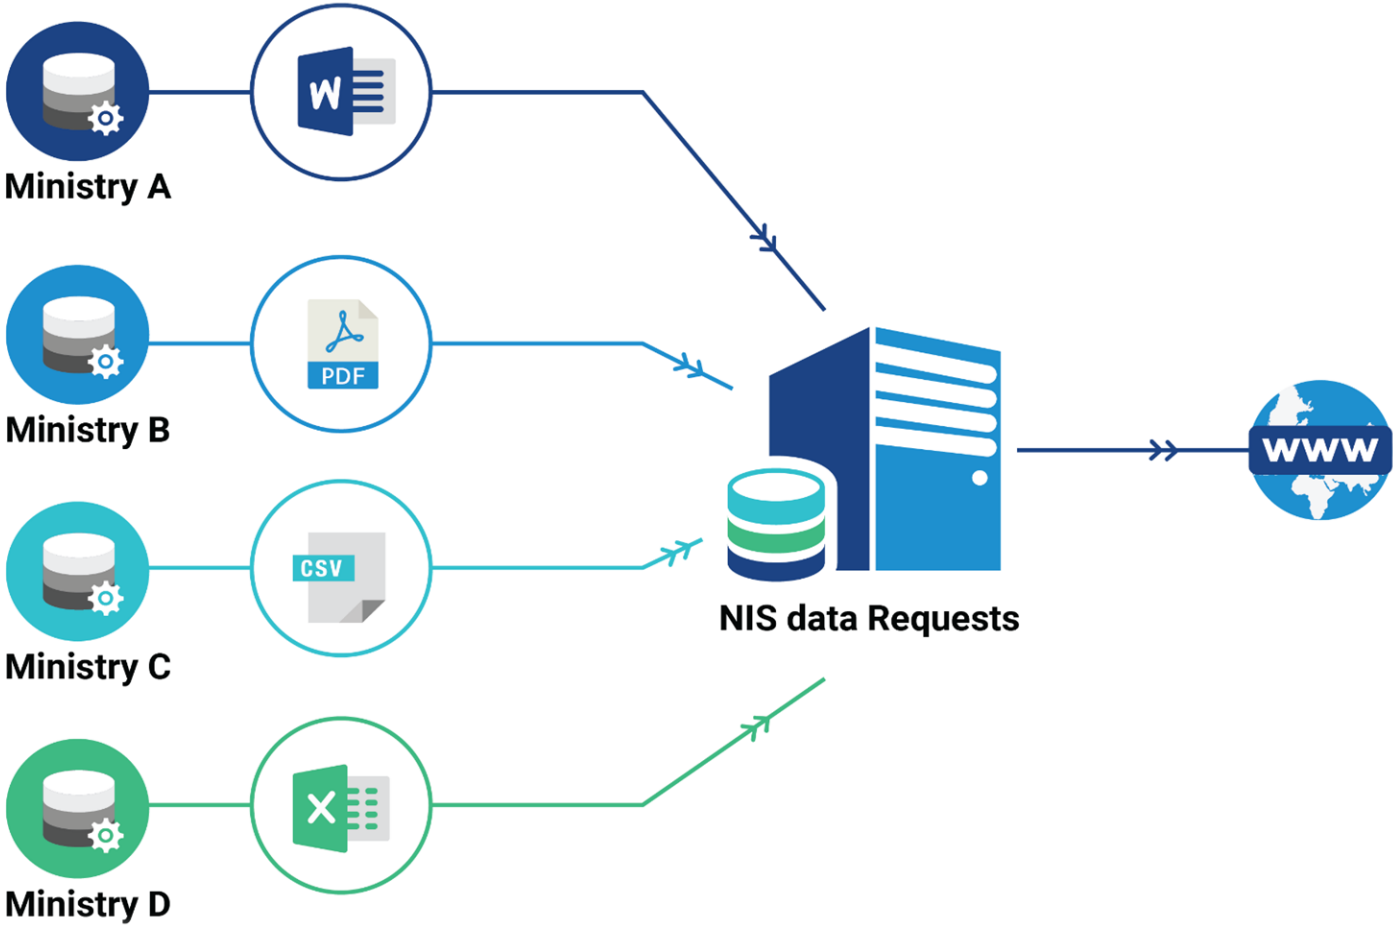 W
Ministry A
PDF
Ministry B
CSV
Ministry C
X
Ministry D
NIS data Requests
WWW